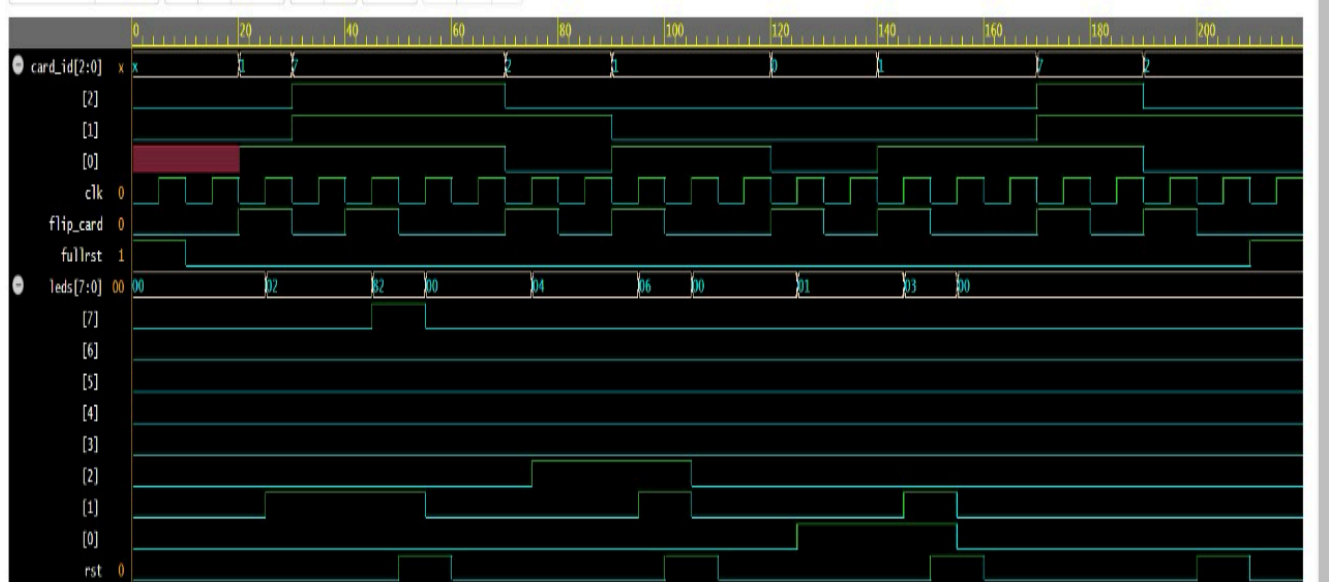 0 20 40 60 80 100 120 140 160 180 200
card_id[2:0] x x 1 7 2 1 0 1 7 2
[2]
[1]
[0]
clk 0
flip_card 0
fullrst 1
leds[7:0] 00 00 02 82 00 04 06 00 01 03 00
[7]
[6]
[5]
[4]
[3]
[2]
[1]
[0]
rst 0